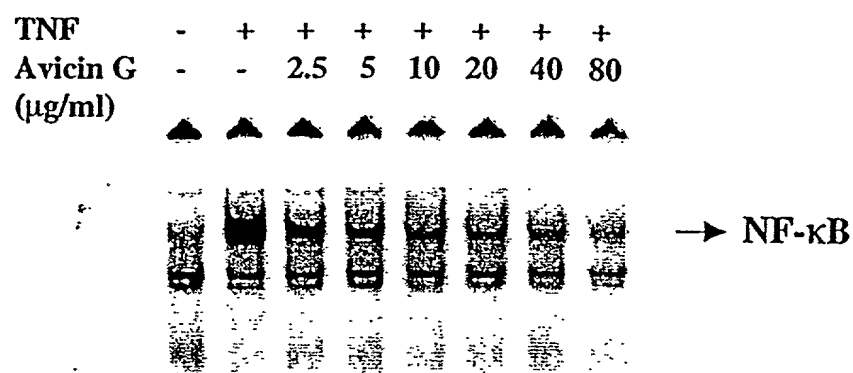 TNF - + + + + + + +
Avicin G - - 2.5 5 10 20 40 80
(μg/ml)
→ NF-κB